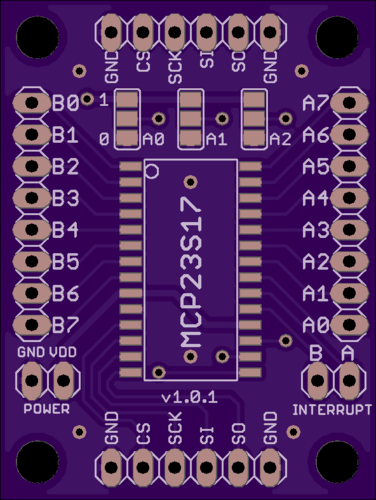 GND CS SCK SI SO GND
1
0 A0 A1 A2
B0
B1
B2
B3
B4
B5
B6
B7
A7
A6
A5
A4
A3
A2
A1
A0
MCP23S17
GND VDD
POWER
B A
INTERRUPT
v1.0.1
GND CS SCK SI SO GND